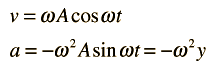 v = ωA cos ωt
a = −ω²A sin ωt = −ω²y